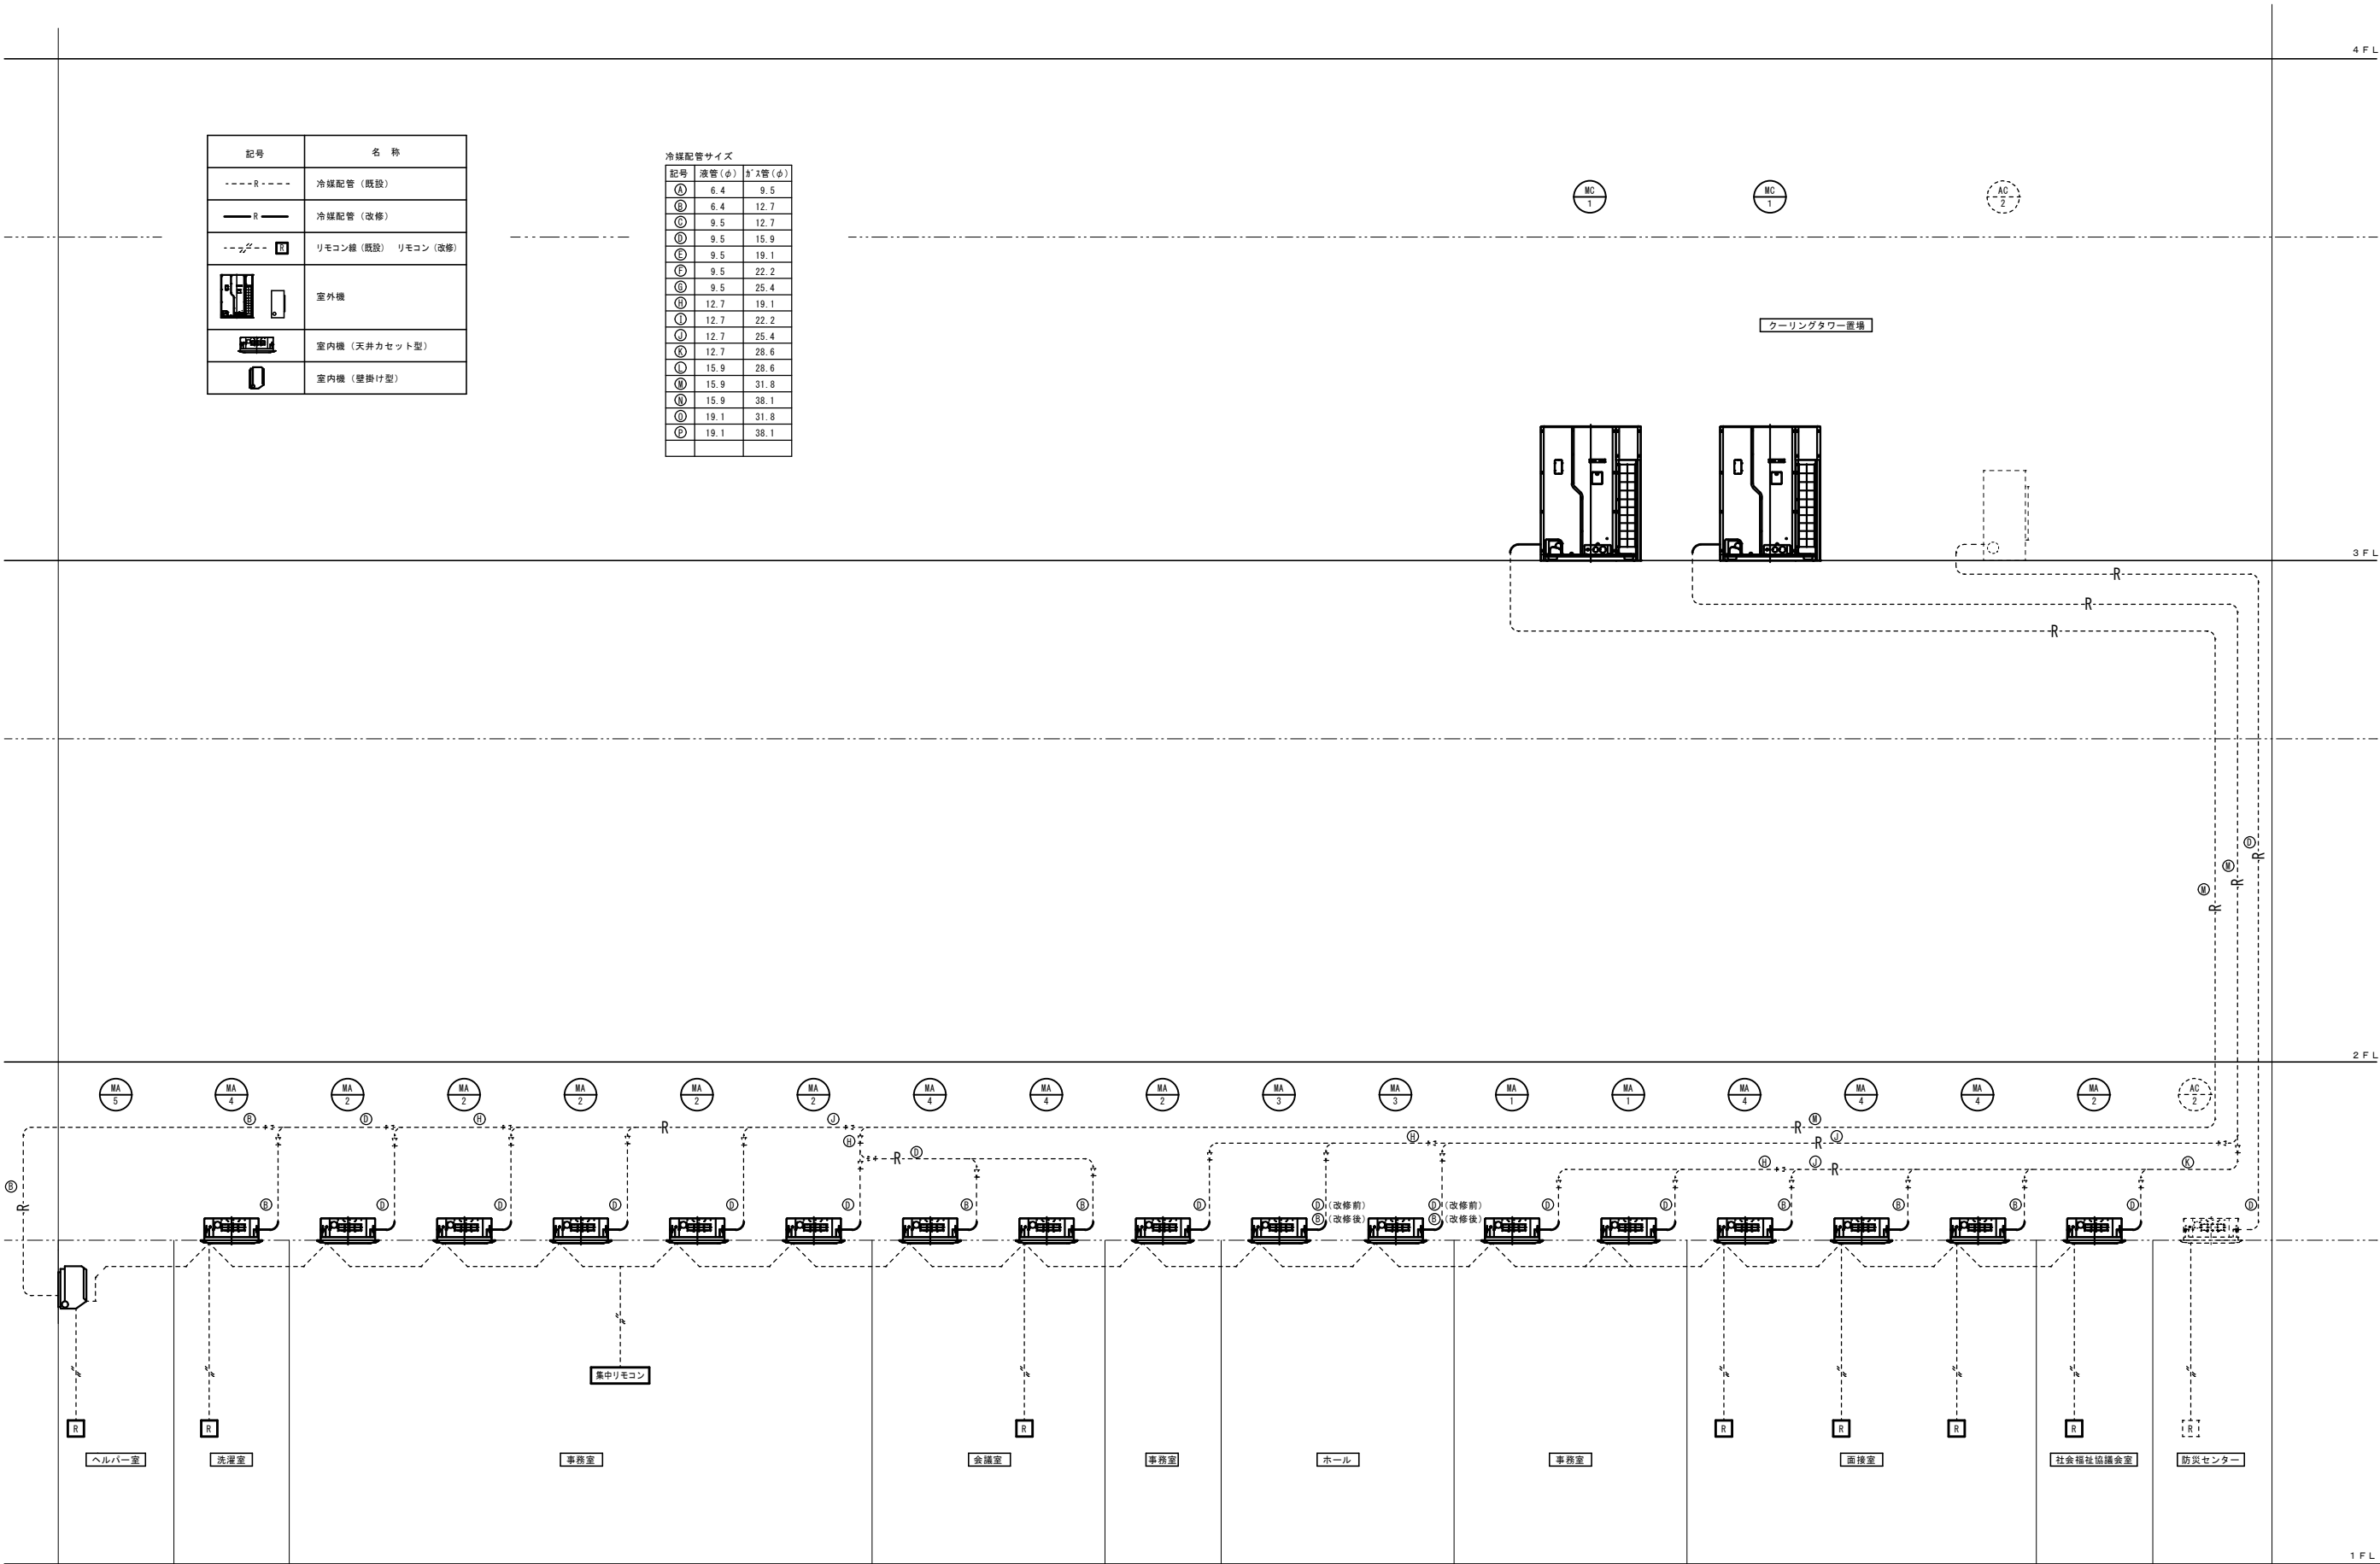 4FL
記号 名 称
R 冷媒配管（既設）
R 冷媒配管（改修）
R リモコン線（既設） リモコン（改修）
室外機
室内機（天井カセット型）
室内機（壁掛け型）
冷媒配管サイズ
記号 液管(φ) ガス管(φ)
A 6.4 9.5
B 6.4 12.7
C 9.5 12.7
D 9.5 15.9
E 9.5 19.1
F 9.5 22.2
G 9.5 25.4
H 12.7 19.1
I 12.7 22.2
J 12.7 25.4
K 12.7 28.6
L 15.9 28.6
M 15.9 31.8
N 15.9 38.1
O 19.1 31.8
P 19.1 38.1
MC 1
MC 1
AC 2
クーリングタワー置場
3FL
R
R
R
D
R
M
R
M
R
2FL
MA 5
MA 4
MA 2
MA 2
MA 2
MA 2
MA 2
MA 4
MA 4
MA 2
MA 3
MA 3
MA 1
MA 1
MA 4
MA 4
MA 4
MA 2
AC 2
B D H R J R M
H H R J
R D H J R K
B
R
B D D D D D B B D
D（改修前） D（改修前）
B（改修後） B（改修後）
D D B B B D D
集中リモコン
R R R R R R R R
ヘルパー室 洗濯室 事務室 会議室 事務室 ホール 事務室 面接室 社会福祉協議会室 防災センター
1FL